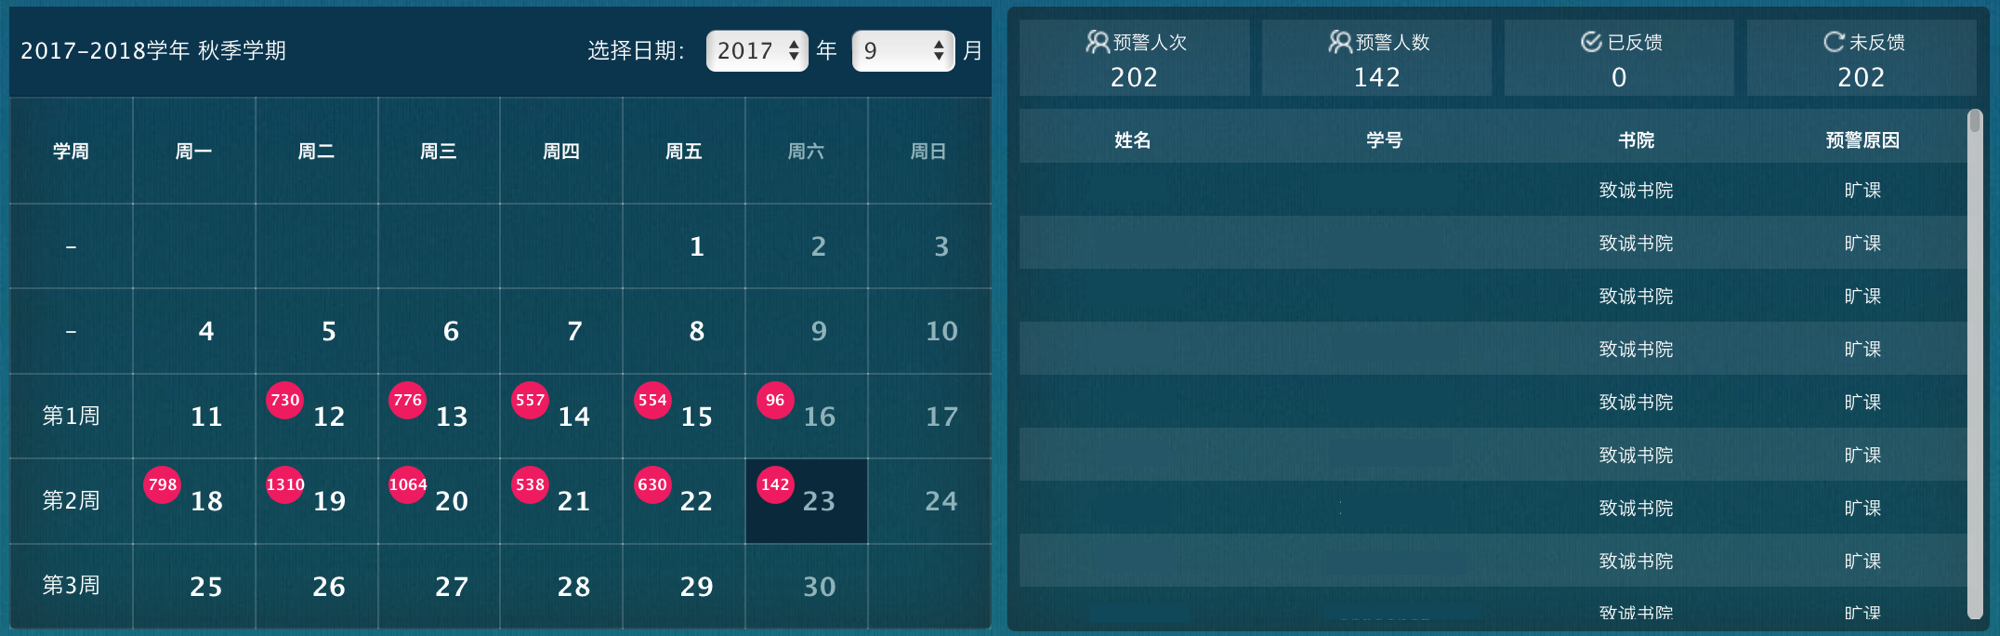 2017-2018学年 秋季学期 选择日期: 2017 年 9 月
学周 周一 周二 周三 周四 周五 周六 周日
- 1 2 3
- 4 5 6 7 8 9 10
第1周 11 730 12 776 13 557 14 554 15 96 16 17
第2周 798 18 1310 19 1064 20 538 21 630 22 142 23 24
第3周 25 26 27 28 29 30
预警人次 预警人数 已反馈 未反馈
202 142 0 202
姓名 学号 书院 预警原因
致诚书院 旷课
致诚书院 旷课
致诚书院 旷课
致诚书院 旷课
致诚书院 旷课
致诚书院 旷课
致诚书院 旷课
致诚书院 旷课
致诚书院 旷课